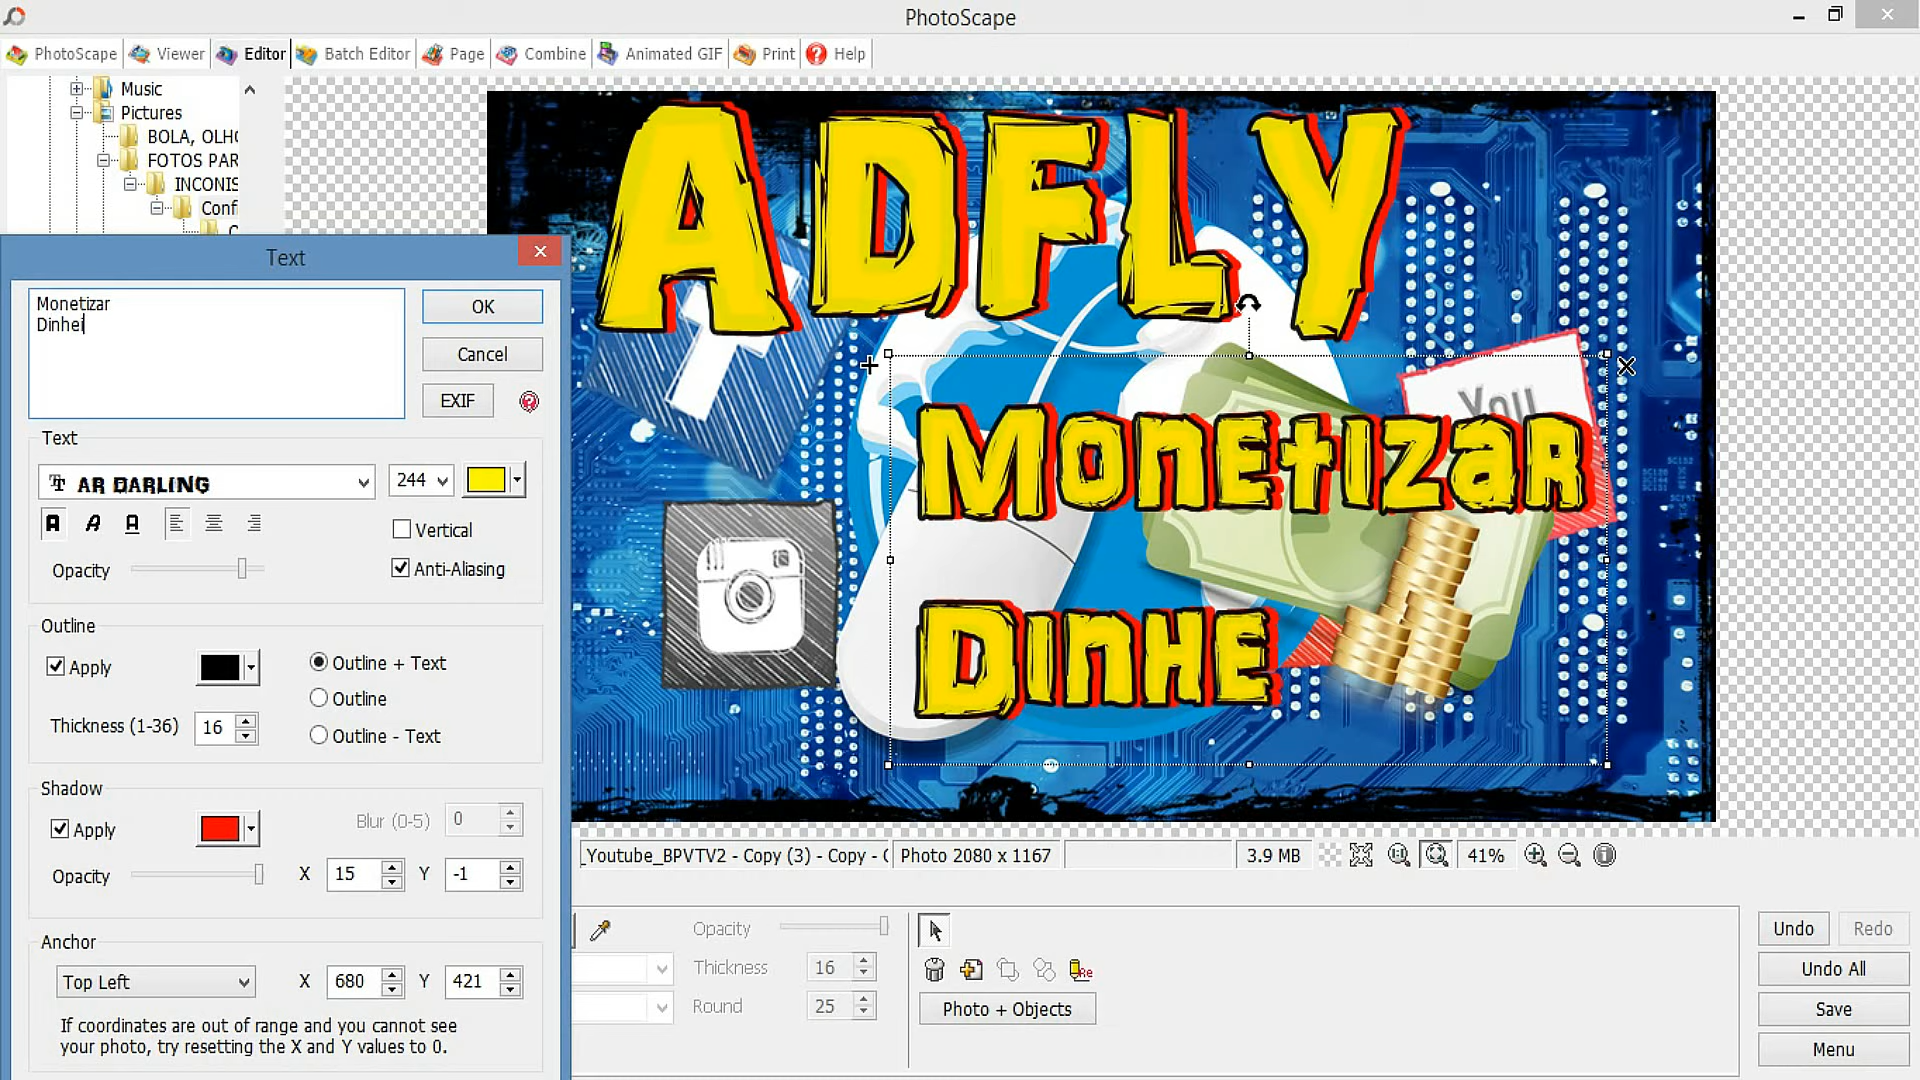 PhotoScape
PhotoScape Viewer Editor Batch Editor Page Combine Animated GIF Print Help
Music
Pictures
BOLA, OLH
FOTOS PAR
INCONIS
Conf
ADFLY
Text
Monetizar
Dinhei
OK
Cancel
EXIF
Text
AR DARLING
244
Vertical
Opacity
Anti-Aliasing
Outline
Apply
Outline + Text
Outline
Thickness (1-36) 16
Outline - Text
Shadow
Apply
Blur (0-5) 0
Opacity
X 15 Y -1
Anchor
Top Left
X 680 Y 421
If coordinates are out of range and you cannot see
your photo, try resetting the X and Y values to 0.
You
Monetizar
Dinhe
_Youtube_BPVTV2 - Copy (3) - Copy - C Photo 2080 x 1167 3.9 MB 41%
Opacity
Thickness 16
Round 25
Re
Photo + Objects
Undo Redo
Undo All
Save
Menu